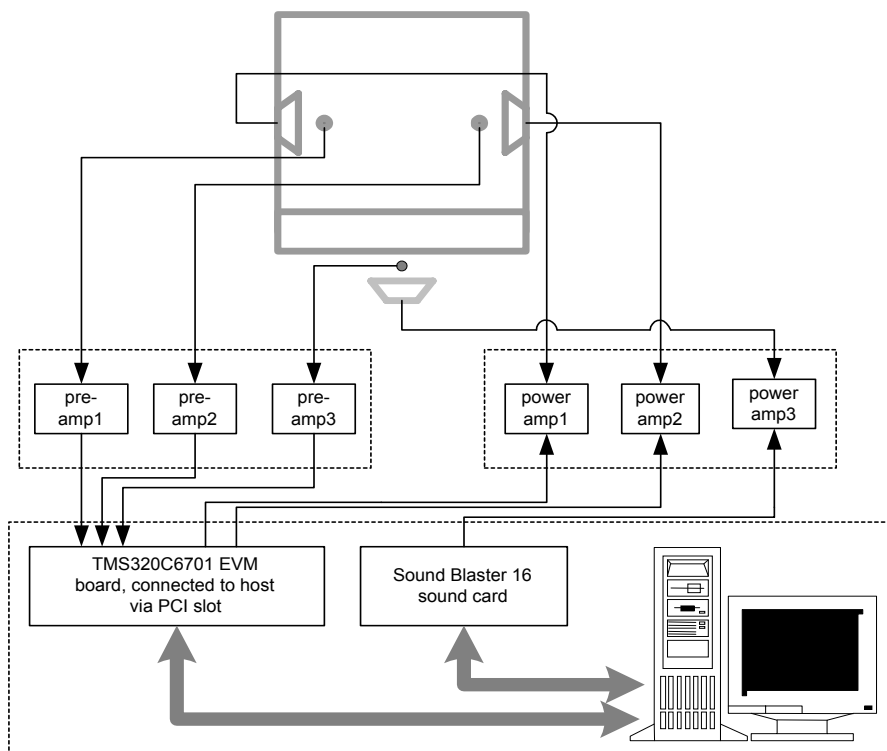 pre-
amp1
pre-
amp2
pre-
amp3
power
amp1
power
amp2
power
amp3
TMS320C6701 EVM
board, connected to host
via PCI slot
Sound Blaster 16
sound card